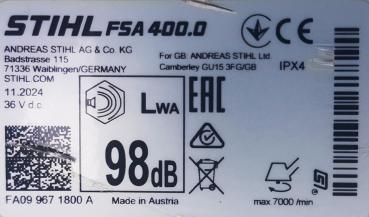 STIHL FSA 400.0
ANDREAS STIHL AG & Co. KG
Badstrasse 115
71336 Waiblingen/GERMANY
STIHL.COM
For GB ANDREAS STIHL Ltd
Camberley GU15 3FG/GB
IPX4
11.2024
36 V d.c.
LWA
98dB
EAC
FA09 967 1800 A
Made in Austria
max 7000 /min